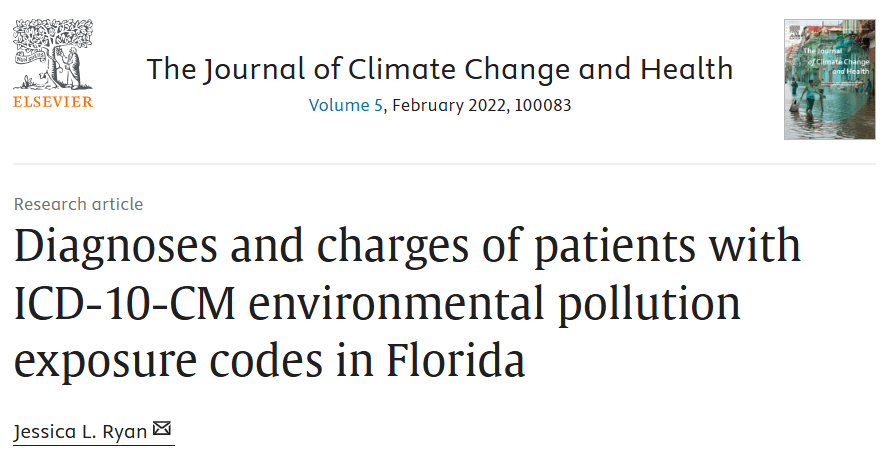 ELSEVIER
The Journal of Climate Change and Health
Volume 5, February 2022, 100083
The Journal
of Climate Change
and Health
Research article
Diagnoses and charges of patients with
ICD-10-CM environmental pollution
exposure codes in Florida
Jessica L. Ryan